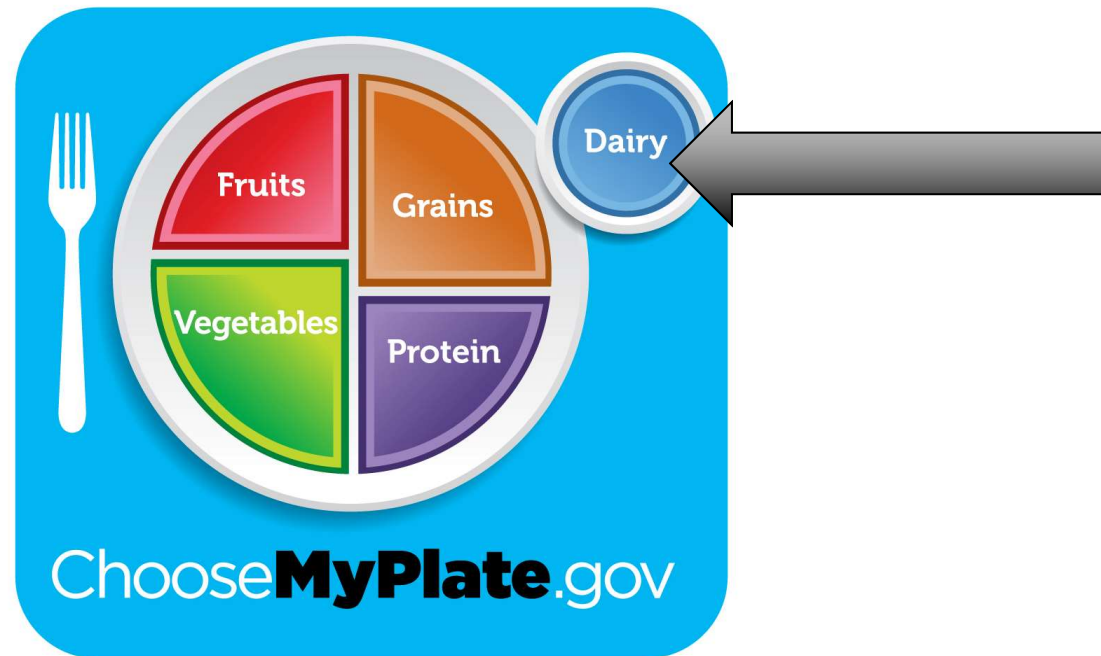 Dairy
Fruits
Grains
Vegetables
Protein
ChooseMyPlate.gov